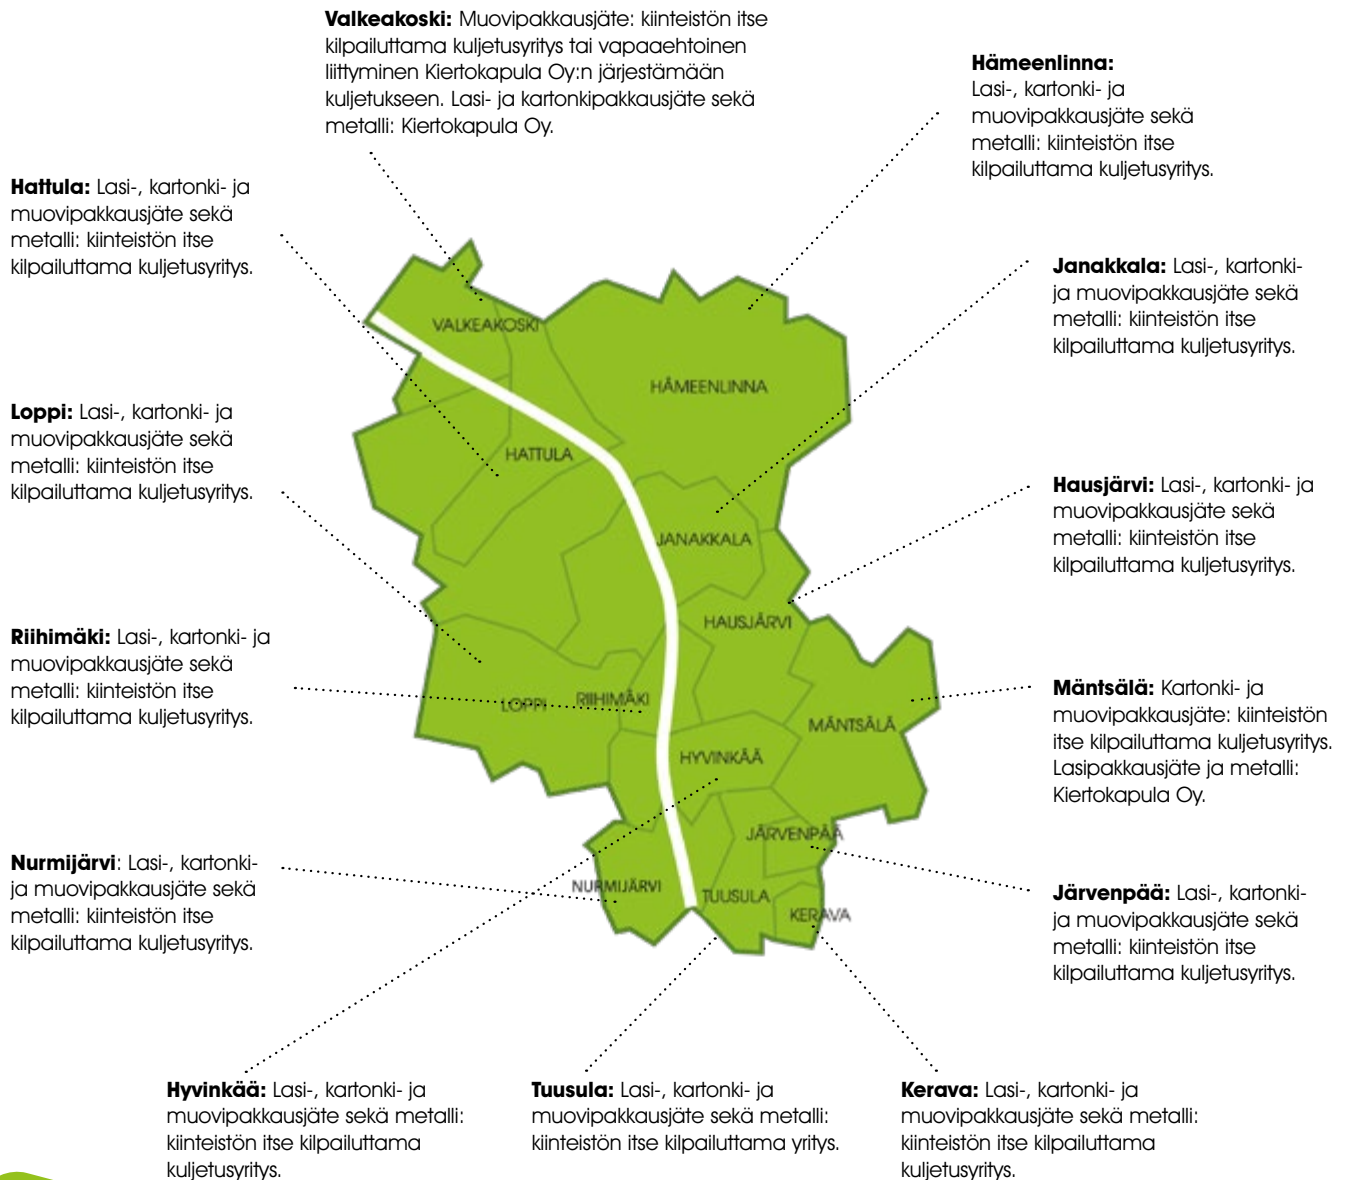 Valkeakoski: Muovipakkausjäte: kiinteistön itse
kilpailuttama kuljetusyritys tai vapaaehtoinen
liittyminen Kiertokapula Oy:n järjestämään
kuljetukseen. Lasi- ja kartonkipakkausjäte sekä
metalli: Kiertokapula Oy.
Hämeenlinna:
Lasi-, kartonki- ja
muovipakkausjäte sekä
metalli: kiinteistön itse
kilpailuttama kuljetusyritys.
Hattula: Lasi-, kartonki- ja
muovipakkausjäte sekä
metalli: kiinteistön itse
kilpailuttama kuljetusyritys.
Janakkala: Lasi-, kartonki-
ja muovipakkausjäte sekä
metalli: kiinteistön itse
kilpailuttama kuljetusyritys.
Loppi: Lasi-, kartonki- ja
muovipakkausjäte sekä
metalli: kiinteistön itse
kilpailuttama kuljetusyritys.
Hausjärvi: Lasi-, kartonki- ja
muovipakkausjäte sekä
metalli: kiinteistön itse
kilpailuttama kuljetusyritys.
Riihimäki: Lasi-, kartonki- ja
muovipakkausjäte sekä
metalli: kiinteistön itse
kilpailuttama kuljetusyritys.
Mäntsälä: Kartonki- ja
muovipakkausjäte: kiinteistön
itse kilpailuttama kuljetusyritys.
Lasipakkausjäte ja metalli:
Kiertokapula Oy.
Nurmijärvi: Lasi-, kartonki-
ja muovipakkausjäte sekä
metalli: kiinteistön itse
kilpailuttama kuljetusyritys.
Järvenpää: Lasi-, kartonki-
ja muovipakkausjäte sekä
metalli: kiinteistön itse
kilpailuttama kuljetusyritys.
VALKEAKOSKI
HÄMEENLINNA
HATTULA
JANAKKALA
HAUSJÄRVI
LOPPI
RIIHIMÄKI
MÄNTSÄLÄ
HYVINKÄÄ
JÄRVENPÄÄ
NURMIJÄRVI
TUUSULA
KERAVA
Hyvinkää: Lasi-, kartonki- ja
muovipakkausjäte sekä metalli:
kiinteistön itse kilpailuttama
kuljetusyritys.
Tuusula: Lasi-, kartonki- ja
muovipakkausjäte sekä metalli:
kiinteistön itse kilpailuttama yritys.
Kerava: Lasi-, kartonki- ja
muovipakkausjäte sekä metalli:
kiinteistön itse kilpailuttama
kuljetusyritys.